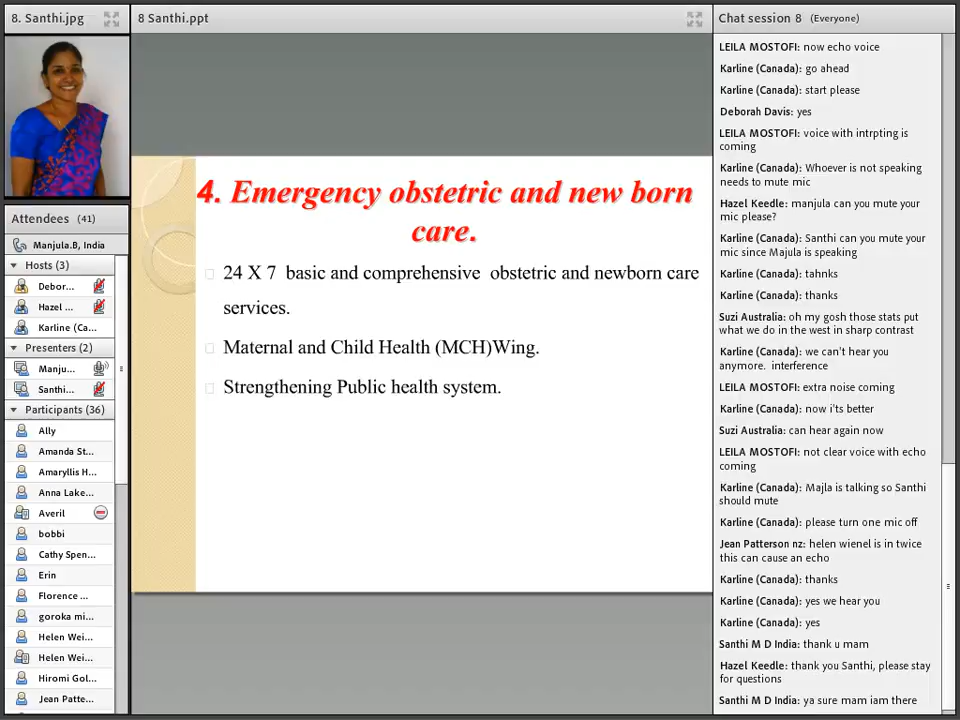 8. Santhi.jpg
8 Santhi.ppt
Chat session 8 (Everyone)
Attendees (41)
Manjula.B, India
Hosts (3)
Debor...
Hazel ...
Karline (Ca...
Presenters (2)
Manju...
Santhi...
Participants (36)
Ally
Amanda St...
Amaryllis H...
Anna Lake...
Averil
bobbi
Cathy Spen...
Erin
Florence ...
goroka mi...
Helen Wei...
Helen Wei...
Hiromi Gol...
Jean Patte...
4. Emergency obstetric and new born
care.
24 X 7 basic and comprehensive obstetric and newborn care
services.
Maternal and Child Health (MCH)Wing.
Strengthening Public health system.
LEILA MOSTOFI: now echo voice
Karline (Canada): go ahead
Karline (Canada): start please
Deborah Davis: yes
LEILA MOSTOFI: voice with intrpting is
coming
Karline (Canada): Whoever is not speaking
needs to mute mic
Hazel Keedle: manjula can you mute your
mic please?
Karline (Canada): Santhi can you mute your
mic since Majula is speaking
Karline (Canada): tahnks
Karline (Canada): thanks
Suzi Australia: oh my gosh those stats put
what we do in the west in sharp contrast
Karline (Canada): we can't hear you
anymore. interference
LEILA MOSTOFI: extra noise coming
Karline (Canada): now i'ts better
Suzi Australia: can hear again now
LEILA MOSTOFI: not clear voice with echo
coming
Karline (Canada): Majla is talking so Santhi
should mute
Karline (Canada): please turn one mic off
Jean Patterson nz: helen wienel is in twice
this can cause an echo
Karline (Canada): thanks
Karline (Canada): yes we hear you
Karline (Canada): yes
Santhi M D India: thank u mam
Hazel Keedle: thank you Santhi, please stay
for questions
Santhi M D India: ya sure mam iam there